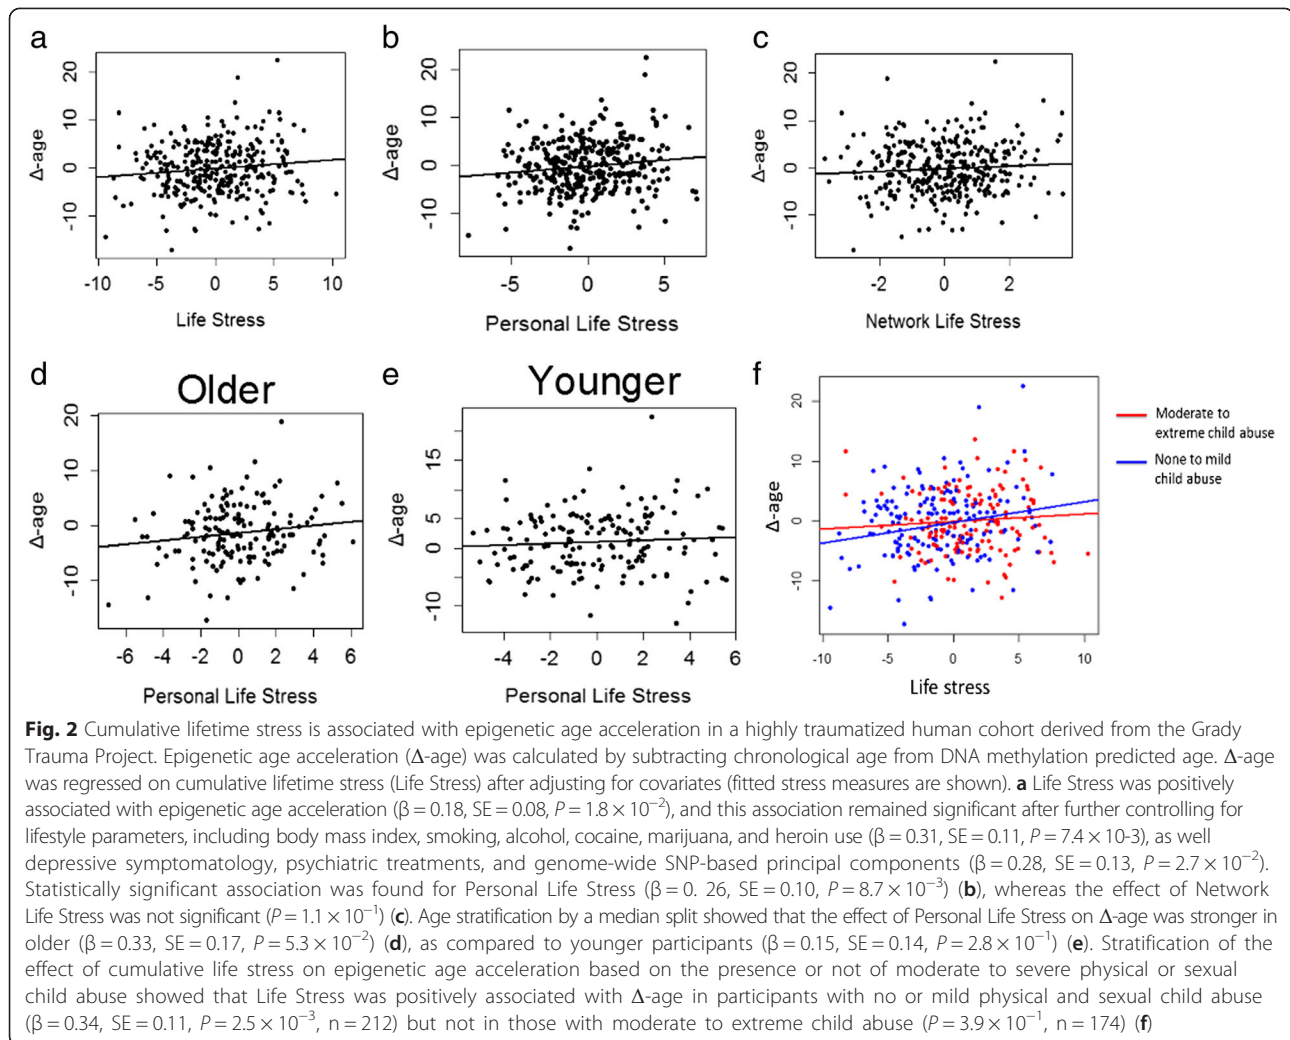 a
20
10
0
-10
Δ-age
-10 -5 0 5 10
Life Stress
b
20
10
0
-10
Δ-age
-5 0 5
Personal Life Stress
c
20
10
0
-10
Δ-age
-2 0 2
Network Life Stress
d
Older
20
10
0
-10
Δ-age
-6 -4 -2 0 2 4 6
Personal Life Stress
e
Younger
15
5
0
-10
Δ-age
-4 -2 0 2 4 6
Personal Life Stress
f
20
10
0
-10
Δ-age
-10 -5 0 5 10
Life stress
Moderate to
extreme child abuse
None to mild
child abuse
Fig. 2 Cumulative lifetime stress is associated with epigenetic age acceleration in a highly traumatized human cohort derived from the Grady
Trauma Project. Epigenetic age acceleration (Δ-age) was calculated by subtracting chronological age from DNA methylation predicted age. Δ-age
was regressed on cumulative lifetime stress (Life Stress) after adjusting for covariates (fitted stress measures are shown). a Life Stress was positively
associated with epigenetic age acceleration (β = 0.18, SE = 0.08, P = 1.8 × 10⁻²), and this association remained significant after further controlling for
lifestyle parameters, including body mass index, smoking, alcohol, cocaine, marijuana, and heroin use (β = 0.31, SE = 0.11, P = 7.4 × 10-3), as well
depressive symptomatology, psychiatric treatments, and genome-wide SNP-based principal components (β = 0.28, SE = 0.13, P = 2.7 × 10⁻²).
Statistically significant association was found for Personal Life Stress (β = 0. 26, SE = 0.10, P = 8.7 × 10⁻³) (b), whereas the effect of Network
Life Stress was not significant (P = 1.1 × 10⁻¹) (c). Age stratification by a median split showed that the effect of Personal Life Stress on Δ-age was stronger in
older (β = 0.33, SE = 0.17, P = 5.3 × 10⁻²) (d), as compared to younger participants (β = 0.15, SE = 0.14, P = 2.8 × 10⁻¹) (e). Stratification of the
effect of cumulative life stress on epigenetic age acceleration based on the presence or not of moderate to severe physical or sexual
child abuse showed that Life Stress was positively associated with Δ-age in participants with no or mild physical and sexual child abuse
(β = 0.34, SE = 0.11, P = 2.5 × 10⁻³, n = 212) but not in those with moderate to extreme child abuse (P = 3.9 × 10⁻¹, n = 174) (f)